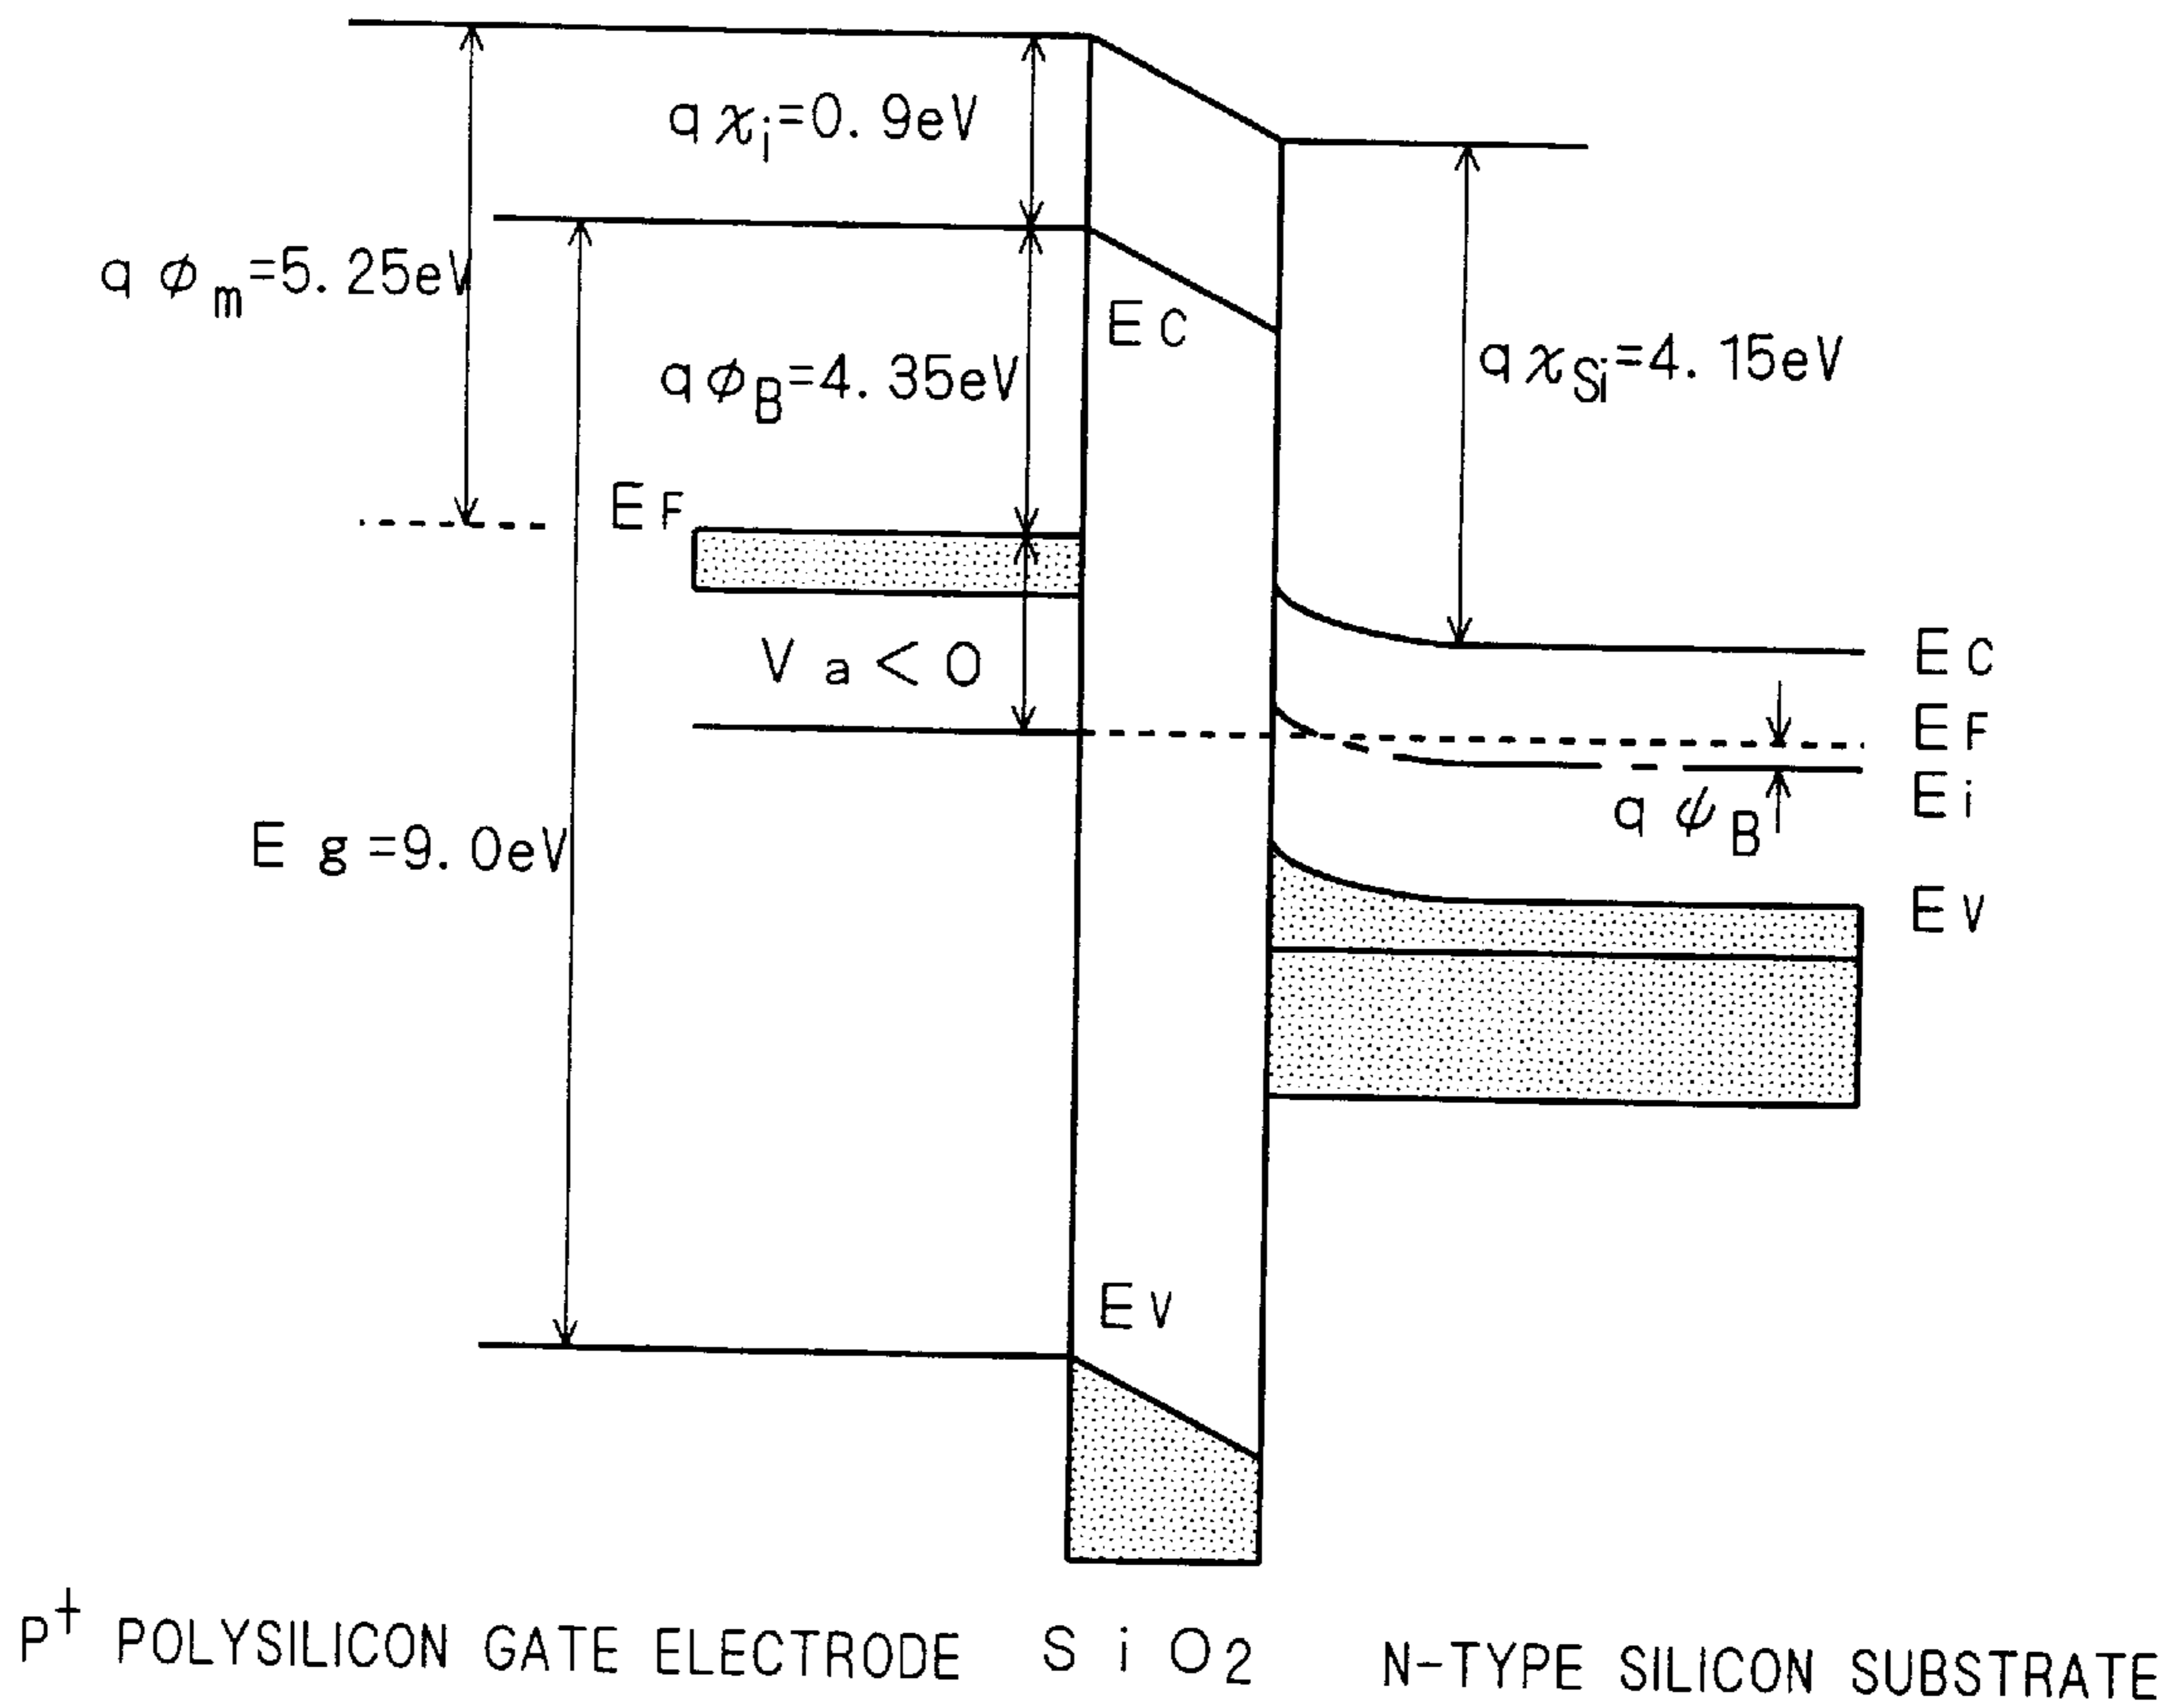 qχi=0.9eV
qφm=5.25eV
EC
qφB=4.35eV
qχSi=4.15eV
EF
Va<0
EC
EF
Ei
qψB
Eg=9.0eV
EV
EV
P+ POLYSILICON GATE ELECTRODE SiO2 N-TYPE SILICON SUBSTRATE